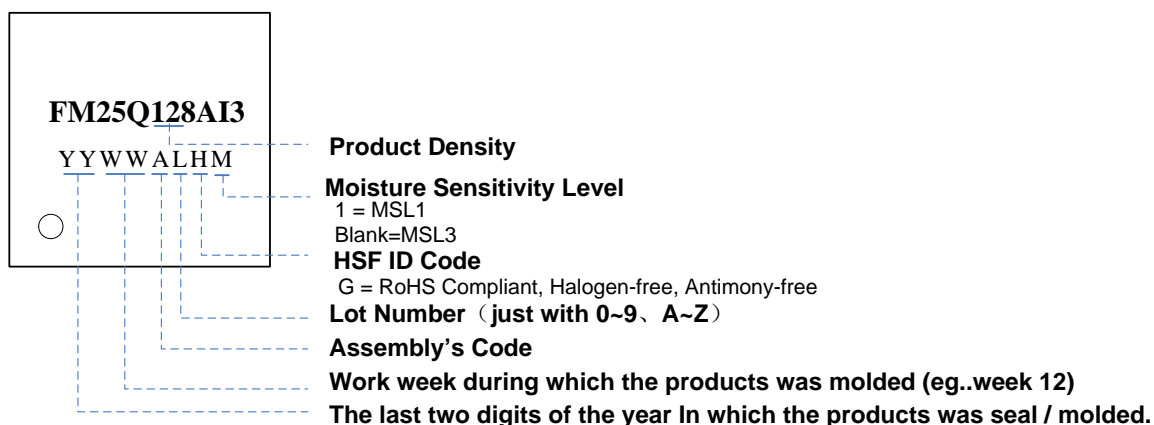 FM25Q128AI3
YYWWALHM
Product Density
Moisture Sensitivity Level
1 = MSL1
Blank=MSL3
HSF ID Code
G = RoHS Compliant, Halogen-free, Antimony-free
Lot Number（just with 0~9、A~Z）
Assembly's Code
Work week during which the products was molded (eg..week 12)
The last two digits of the year In which the products was seal / molded.